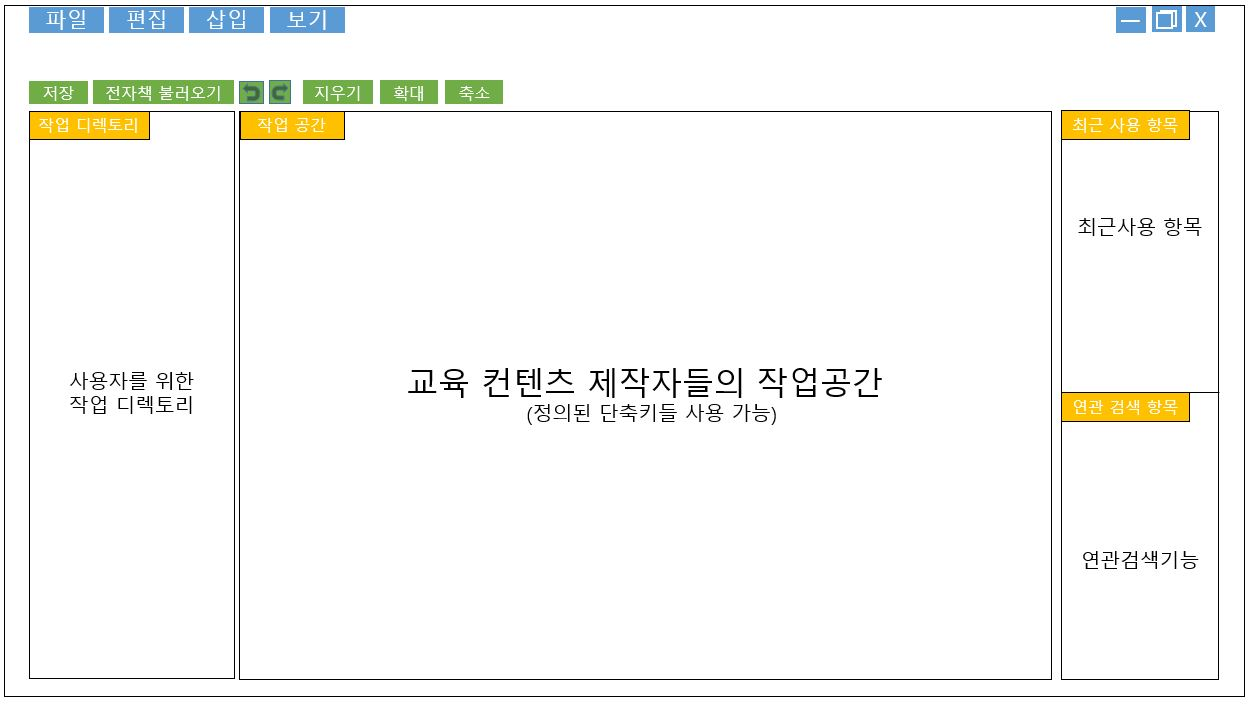 파일 편집 삽입 보기 X
저장 전자책 불러오기 지우기 확대 축소
작업 디렉토리
사용자를 위한
작업 디렉토리
작업 공간
교육 컨텐츠 제작자들의 작업공간
(정의된 단축키들 사용 가능)
최근 사용 항목
최근사용 항목
연관 검색 항목
연관검색기능